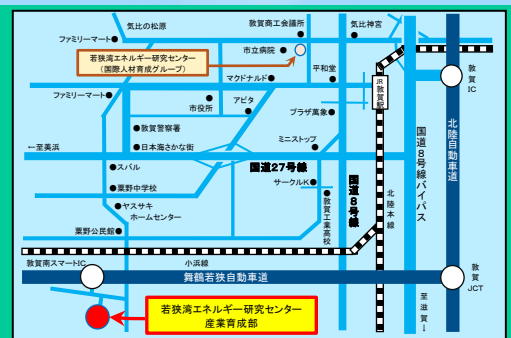 気比の松原
敦賀商工会議所
気比神宮
ファミリーマート
市立病院
若狭湾エネルギー研究センター
(国際人材育成グループ)
平和堂
マクドナルド
JR敦賀駅
敦賀IC
ファミリーマート
アピタ
市役所
プラザ萬象
北陸自動車道
敦賀警察署
国道8号線バイパス
←至美浜
日本海さかな街
ミニストップ
国道27号線
スバル
サークルK
国道8号線
粟野中学校
北陸本線
敦賀工業高校
ヤスサキ
ホームセンター
粟野公民館
敦賀南スマートIC
小浜線
舞鶴若狭自動車道
敦賀JCT
至滋賀↓
若狭湾エネルギー研究センター
産業育成部